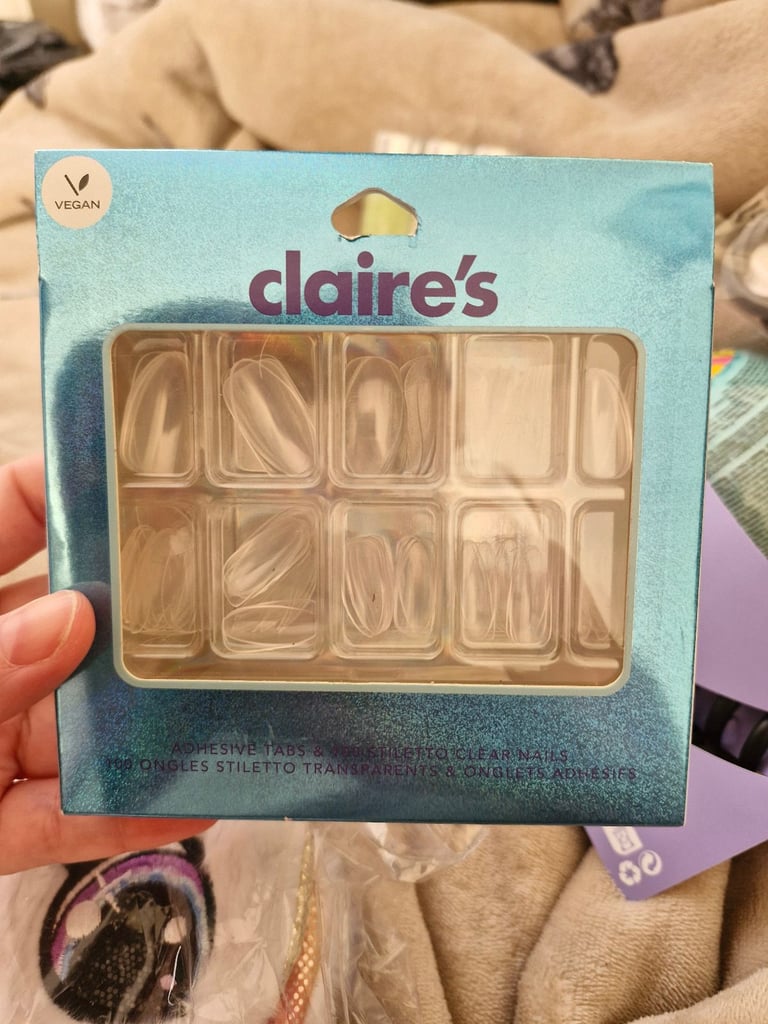 VEGAN
claire's
ADHESIVE TABS & 100 STILETTO CLEAR NAILS
100 ONGLES STILETTO TRANSPARENTS & ONGLETS ADHÉSIFS